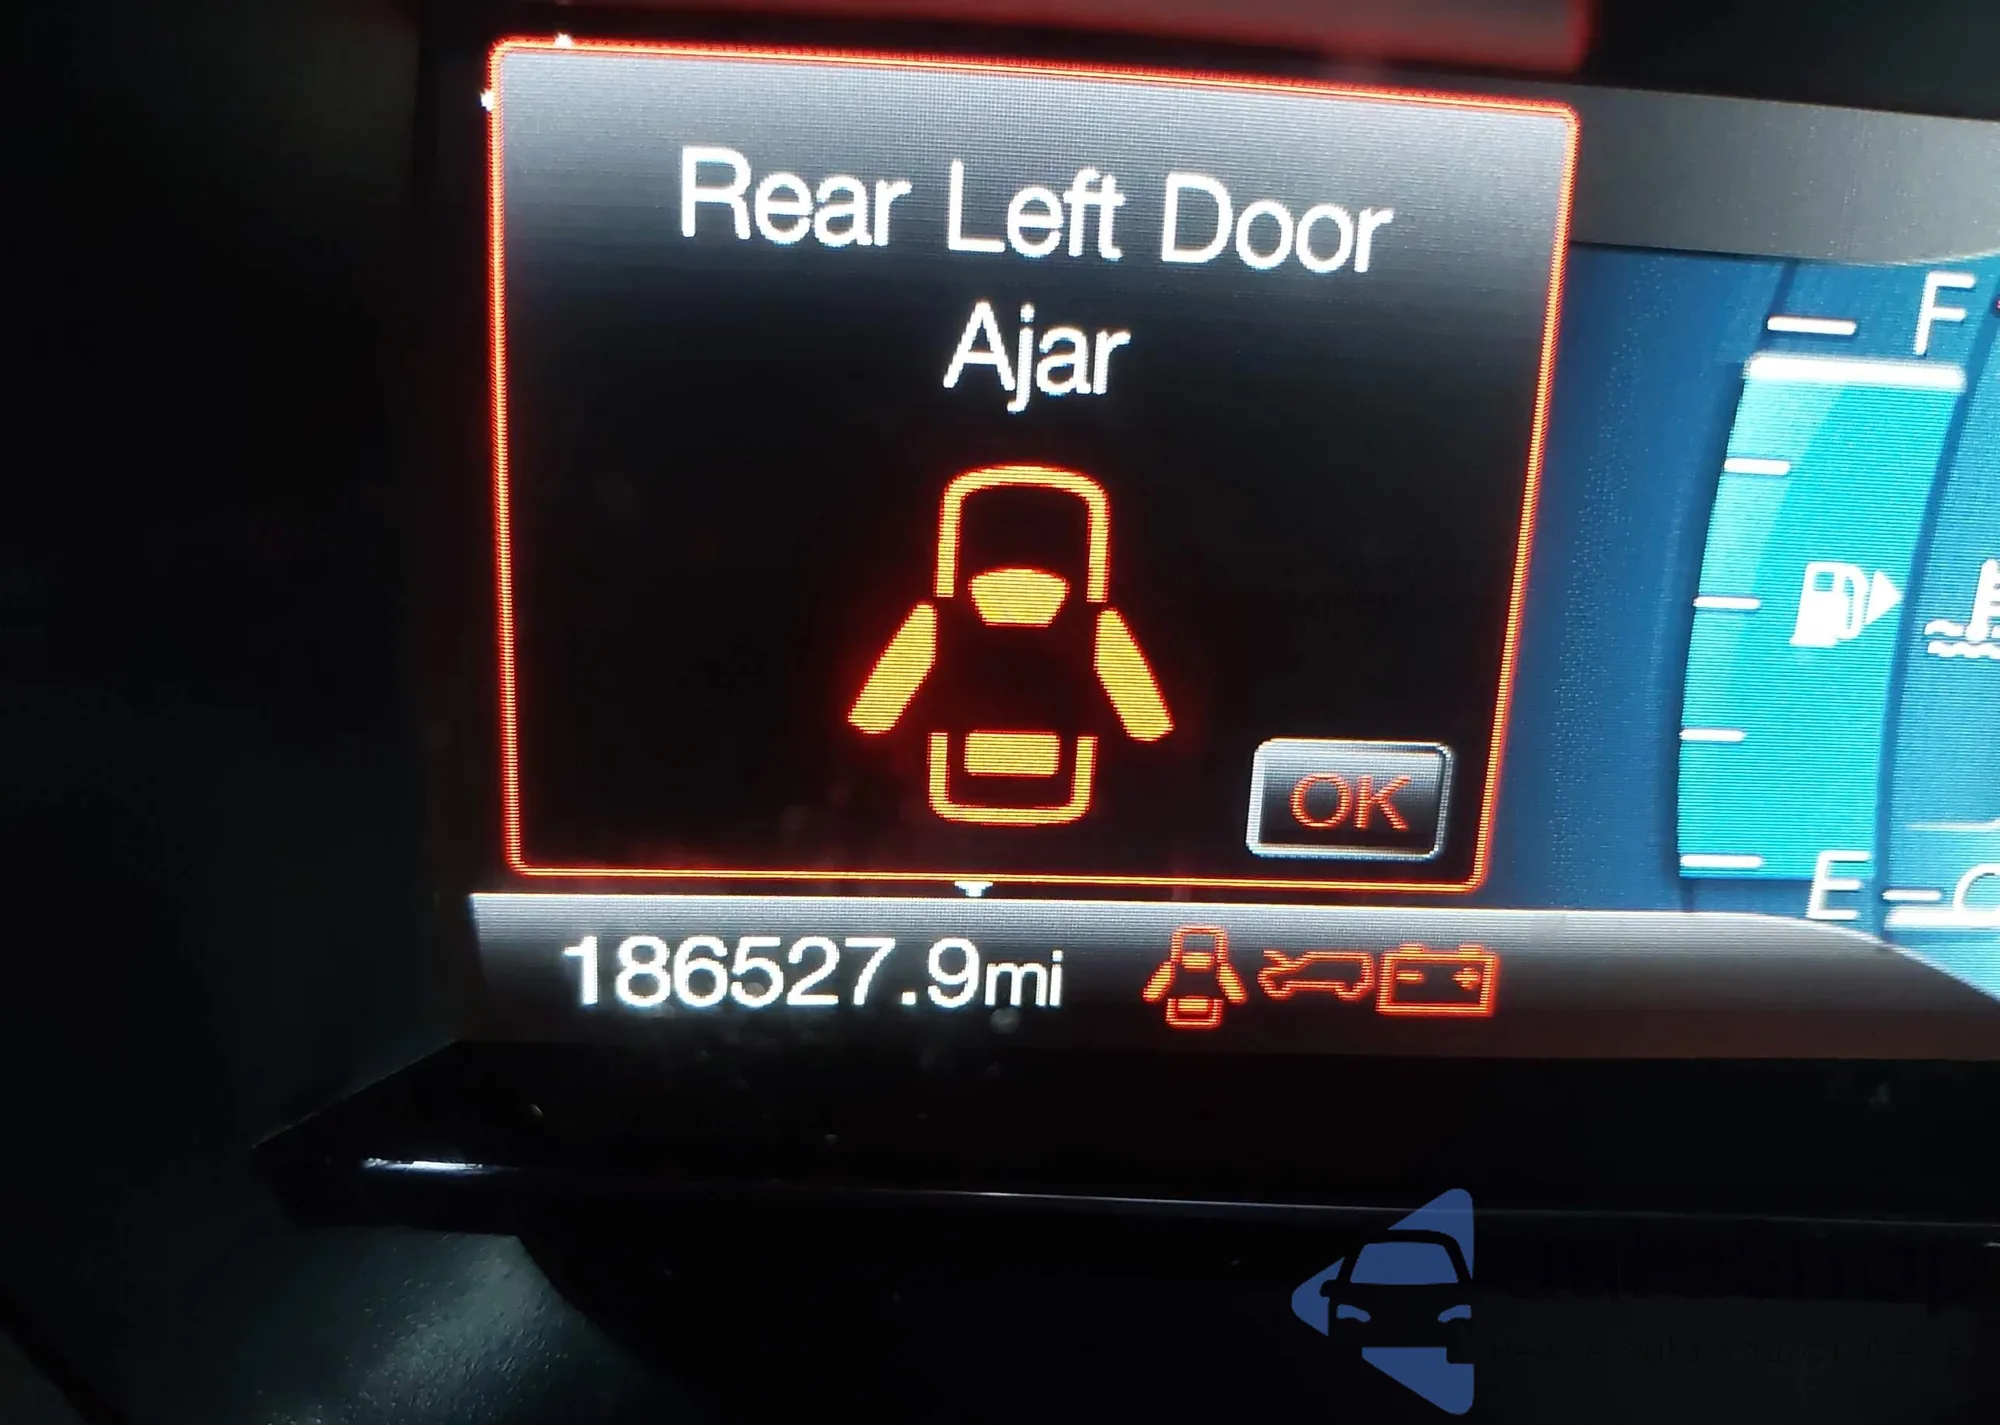 Rear Left Door
Ajar
OK
186527.9mi
F
E